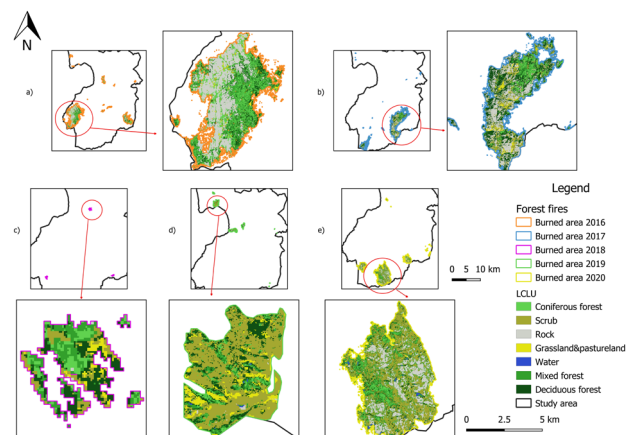 N
a)
b)
c)
d)
e)
0 5 10 km
Legend
Forest fires
Burned area 2016
Burned area 2017
Burned area 2018
Burned area 2019
Burned area 2020
LCLU
Coniferous forest
Scrub
Rock
Grassland&pastureland
Water
Mixed forest
Deciduous forest
Study area
0 2.5 5 km